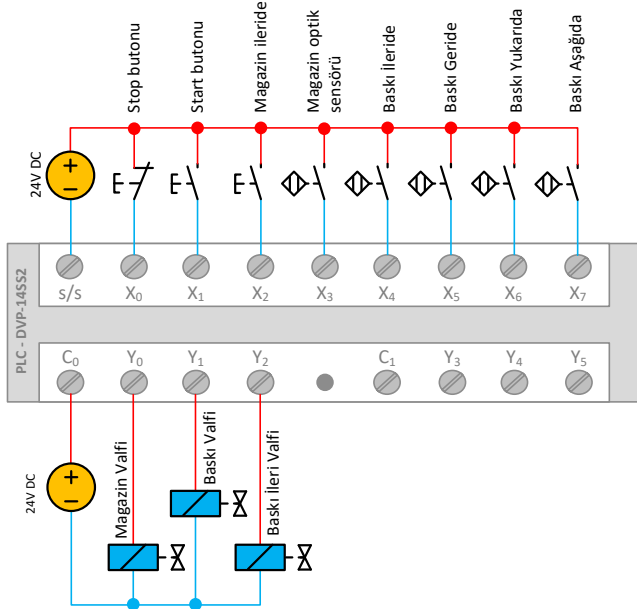 Stop butonu
Start butonu
Magazin ileride
Magazin optik
sensörü
Baskı İleride
Baskı Geride
Baskı Yukarıda
Baskı Aşağıda
24V DC
+
−
PLC - DVP-14SS2
s/s
X0
X1
X2
X3
X4
X5
X6
X7
C0
Y0
Y1
Y2
C1
Y3
Y4
Y5
24V DC
+
−
Magazin Valfi
Baskı Valfi
Baskı İleri Valfi